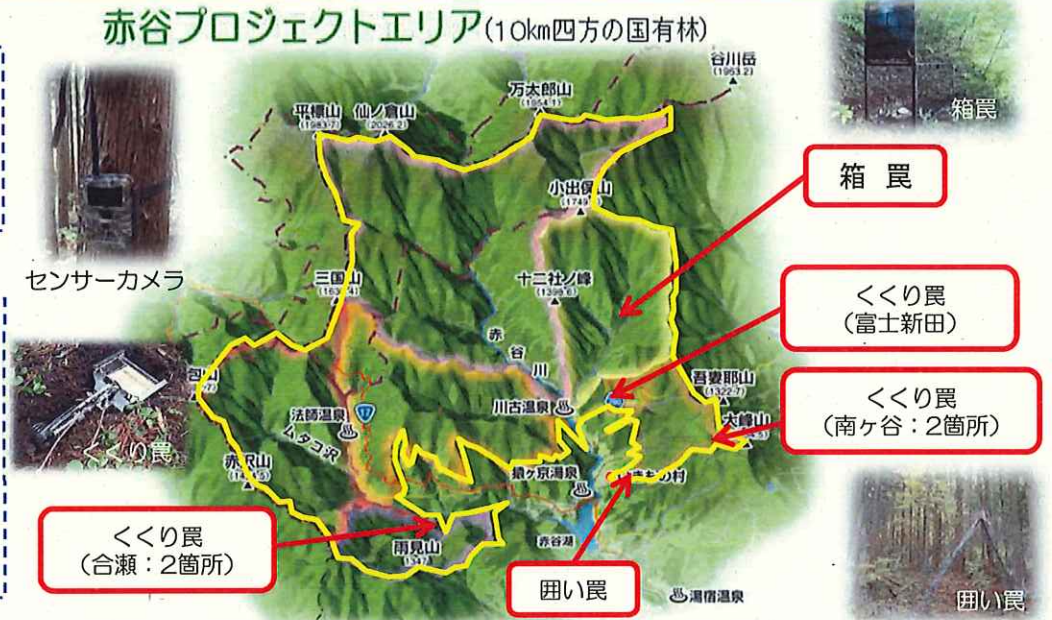 赤谷プロジェクトエリア(10km四方の国有林)
谷川岳
(1963.2)
万太郎山
(1954.1)
平標山
(1983.7)
仙ノ倉山
(2026.2)
箱罠
箱 罠
小出俣山
センサーカメラ
三国山
十二社ノ峰
(1398.6)
くくり罠
(富士新田)
赤谷川
吾妻耶山
(1322.7)
くくり罠
(南ヶ谷:2箇所)
川古温泉
大峰山
法師温泉
17
ムタコ沢
くくり罠
赤沢山
猿ヶ京温泉
くくり罠
(合瀬:2箇所)
雨見山
赤谷湖
囲い罠
湯宿温泉
囲い罠